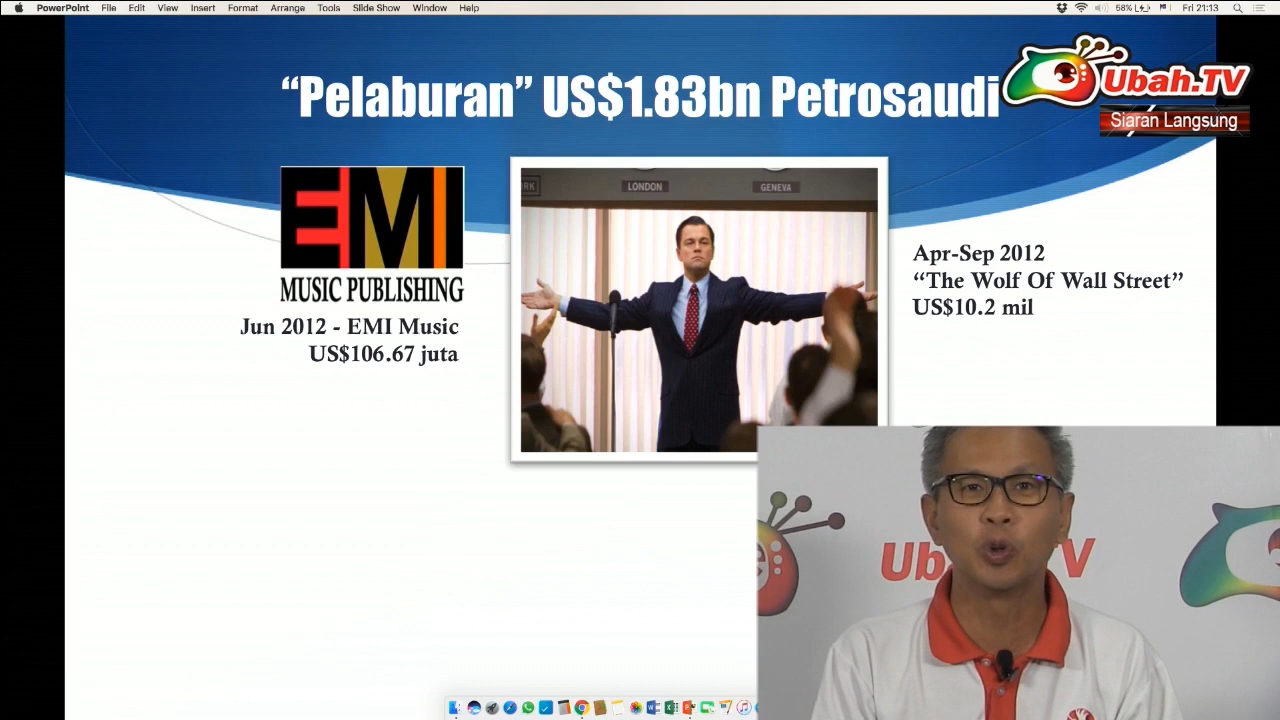 PowerPoint File Edit View Insert Format Arrange Tools Slide Show Window Help 58% Fri 21:13
“Pelaburan” US$1.83bn Petrosaudi
Ubah.TV
Siaran Langsung
EMI
MUSIC PUBLISHING
Jun 2012 - EMI Music
US$106.67 juta
LONDON
GENEVA
Apr-Sep 2012
“The Wolf Of Wall Street”
US$10.2 mil